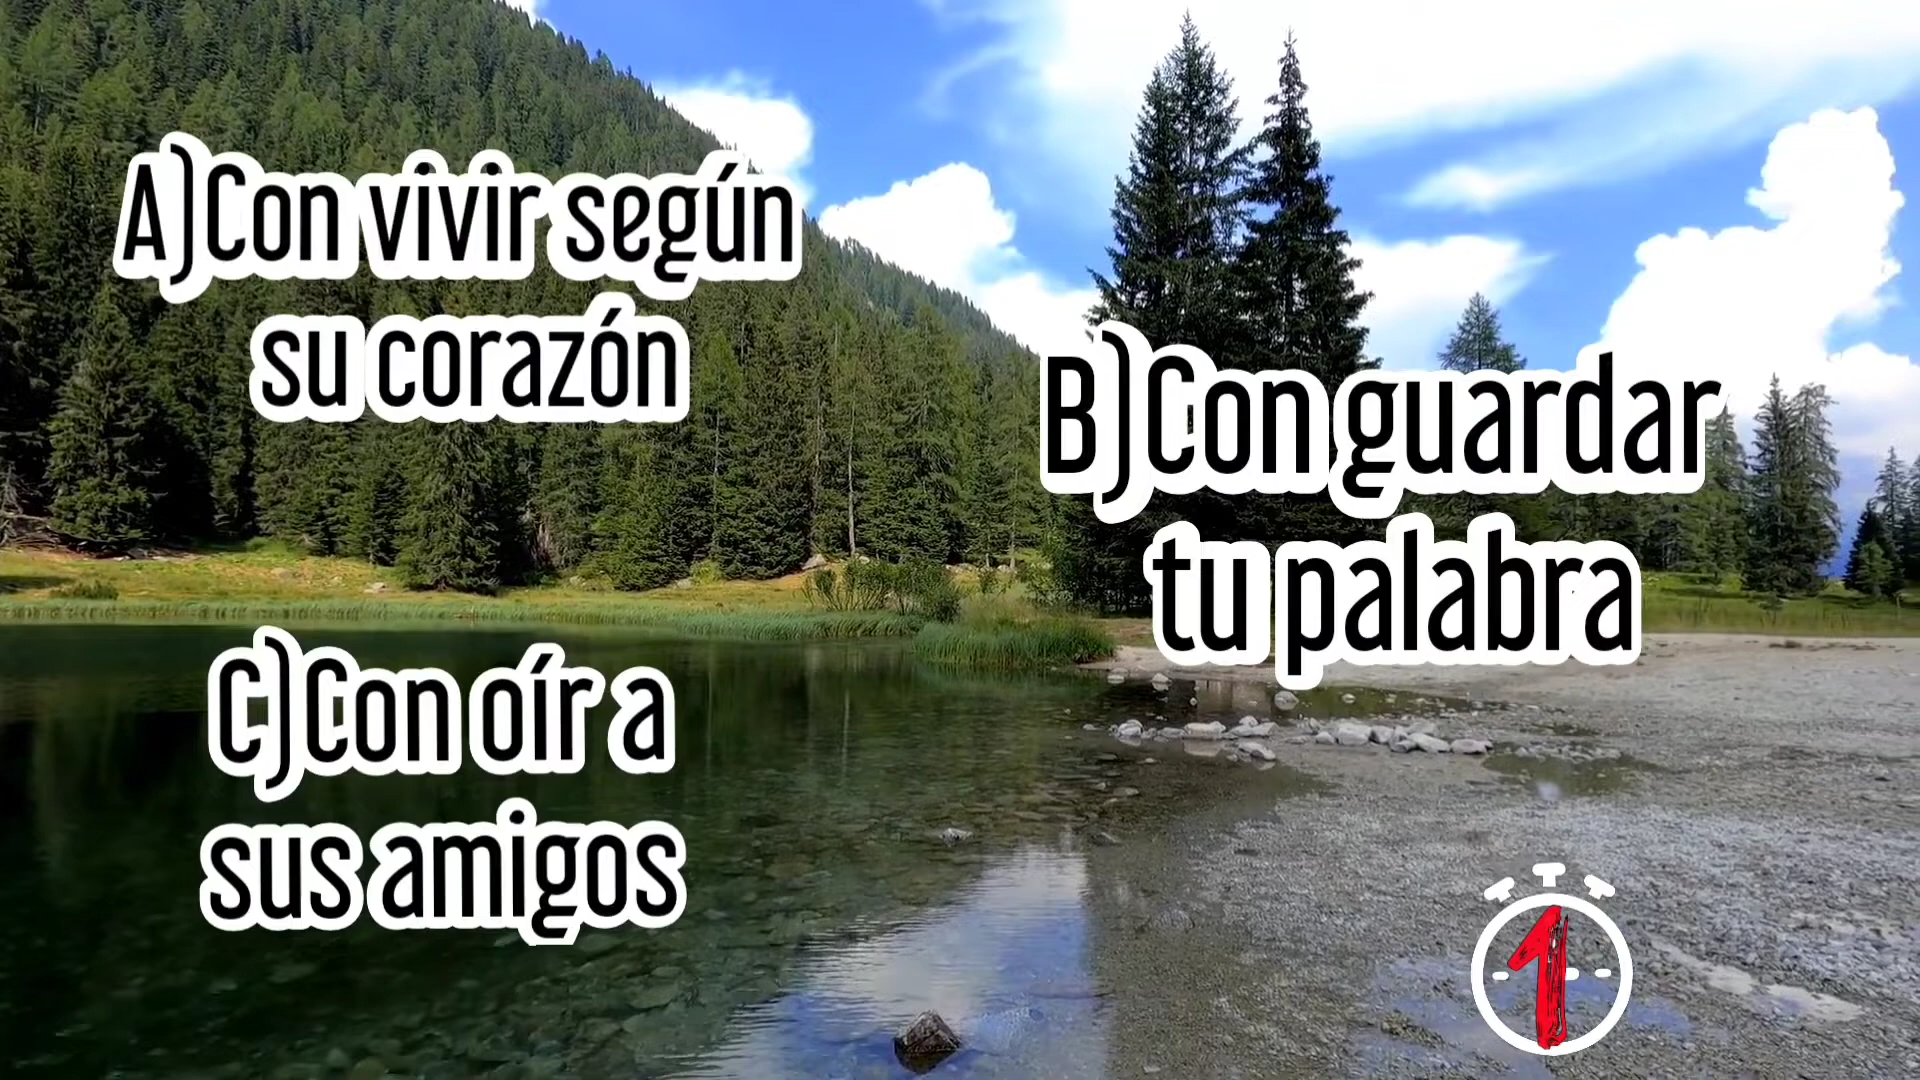 A)Con vivir según
su corazón
B)Con guardar
tu palabra
C)Con oír a
sus amigos
1